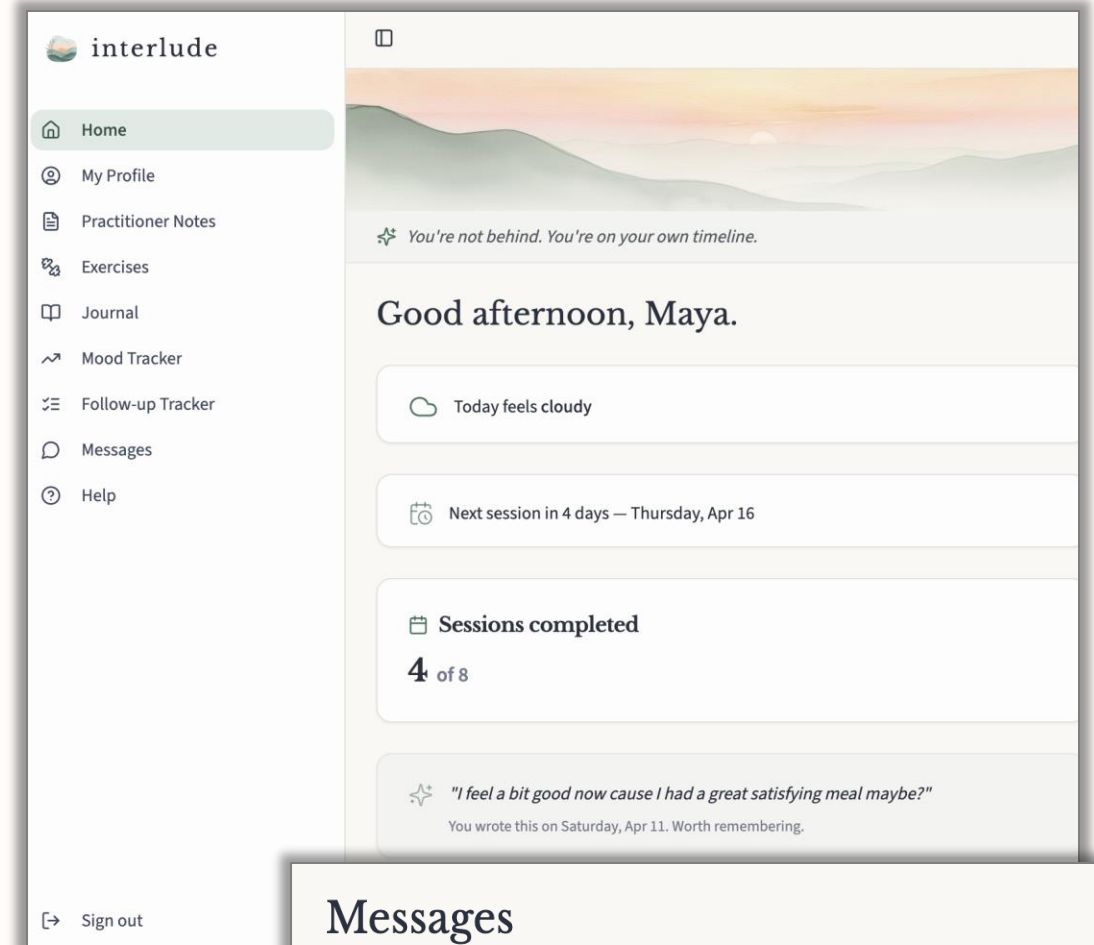 interlude
Home
My Profile
Practitioner Notes
Exercises
Journal
Mood Tracker
Follow-up Tracker
Messages
Help
Sign out
You're not behind. You're on your own timeline.
Good afternoon, Maya.
Today feels cloudy
Next session in 4 days — Thursday, Apr 16
Sessions completed
4 of 8
"I feel a bit good now cause I had a great satisfying meal maybe?"
You wrote this on Saturday, Apr 11. Worth remembering.
Messages